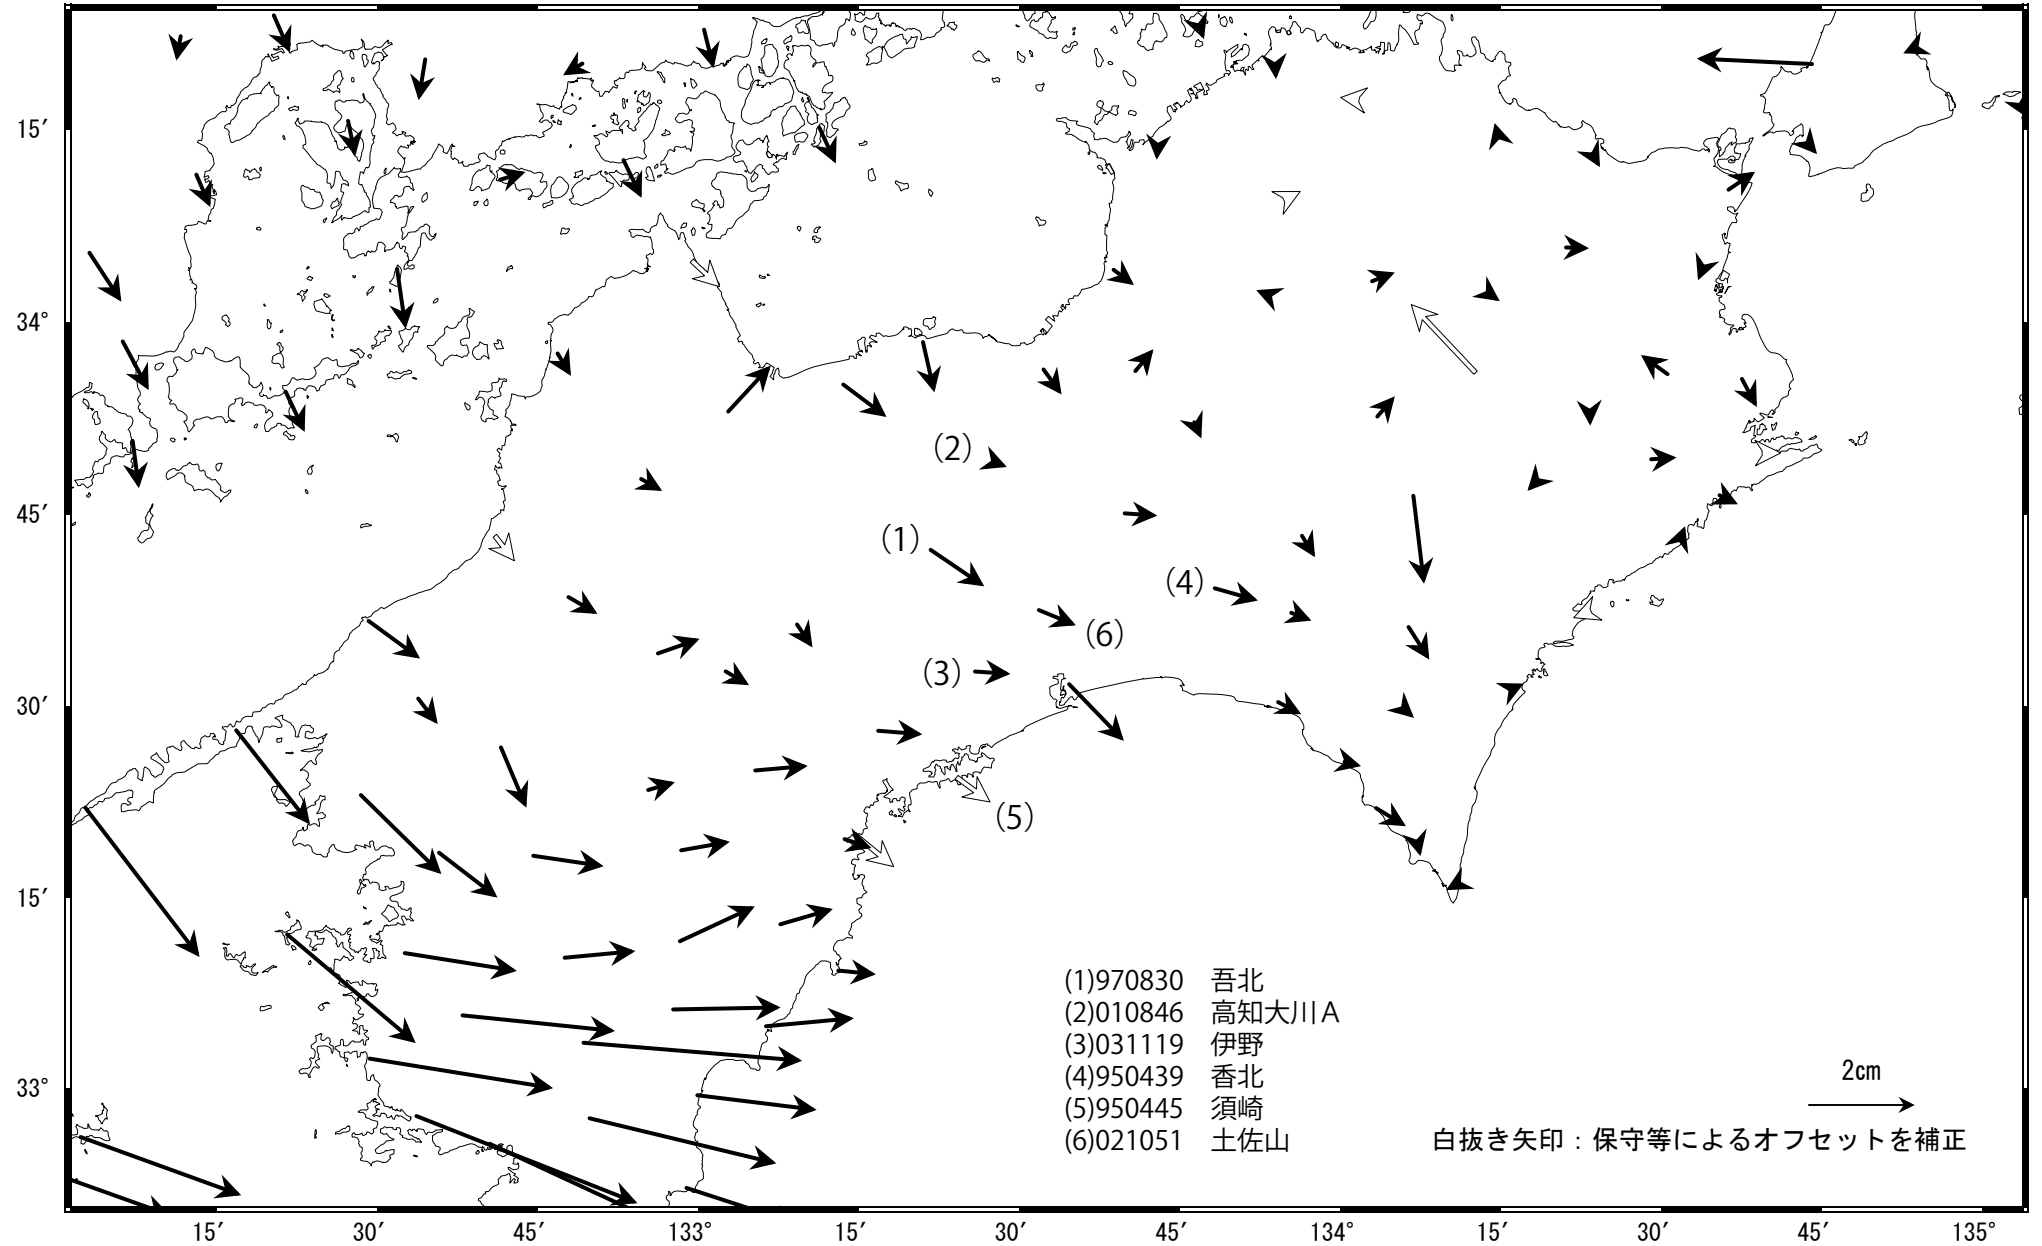 15′
34°
45′
30′
15′
33°
(2)
(1)
(4)
(6)
(3)
(5)
(1)970830 吾北
(2)010846 高知大川A
(3)031119 伊野
(4)950439 香北
(5)950445 須崎
(6)021051 土佐山
2cm
白抜き矢印：保守等によるオフセットを補正
15′ 30′ 45′ 133° 15′ 30′ 45′ 134° 15′ 30′ 45′ 135°